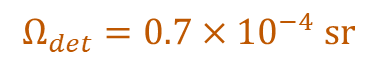 Ω_det = 0.7 × 10⁻⁴ sr